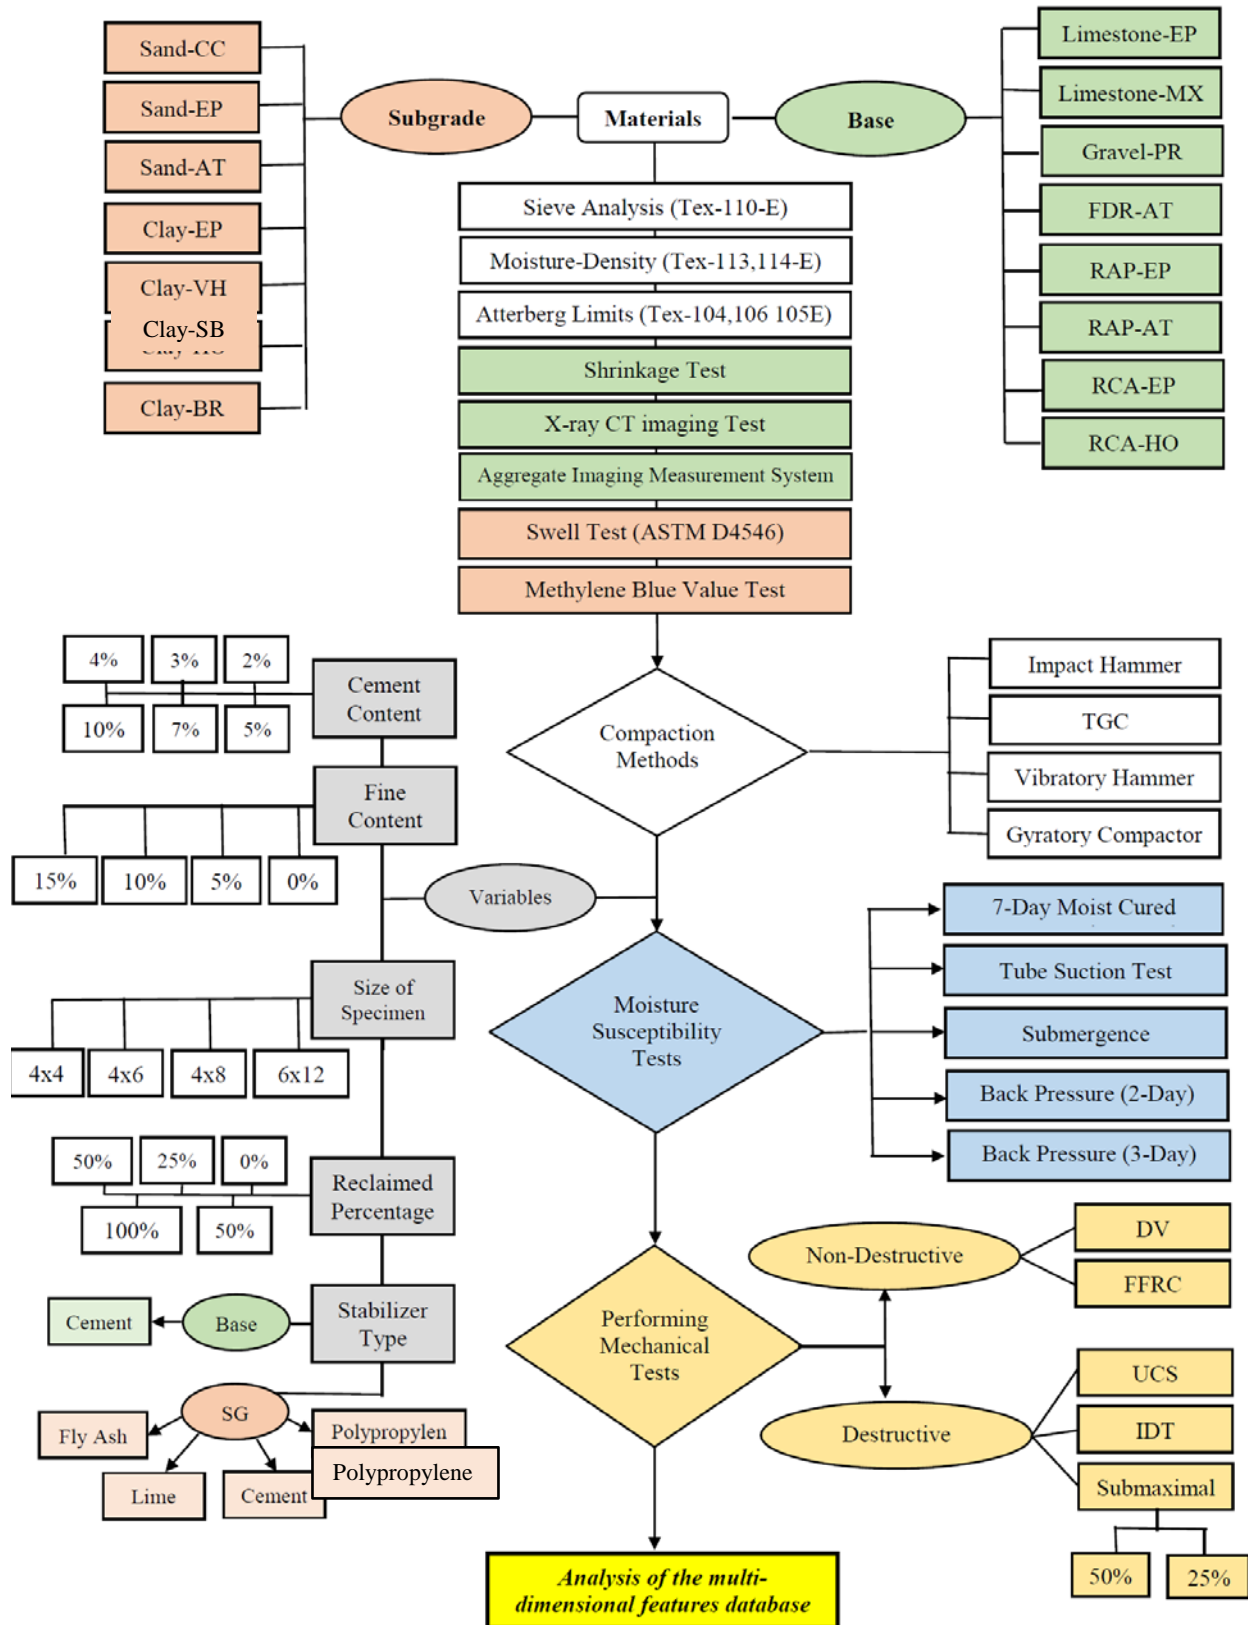 Sand-CC
Sand-EP
Sand-AT
Clay-EP
Clay-VH
Clay-SB
Clay-BR
Subgrade
Materials
Base
Limestone-EP
Limestone-MX
Gravel-PR
FDR-AT
RAP-EP
RAP-AT
RCA-EP
RCA-HO
Sieve Analysis (Tex-110-E)
Moisture-Density (Tex-113,114-E)
Atterberg Limits (Tex-104,106 105E)
Shrinkage Test
X-ray CT imaging Test
Aggregate Imaging Measurement System
Swell Test (ASTM D4546)
Methylene Blue Value Test
4%
3%
2%
10%
7%
5%
Cement
Content
Fine
Content
15%
10%
5%
0%
Variables
Size of
Specimen
4x4
4x6
4x8
6x12
50%
25%
0%
100%
50%
Reclaimed
Percentage
Stabilizer
Type
Base
Cement
SG
Fly Ash
Lime
Cement
Polypropylen
Polypropylene
Compaction
Methods
Impact Hammer
TGC
Vibratory Hammer
Gyratory Compactor
Moisture
Susceptibility
Tests
7-Day Moist Cured
Tube Suction Test
Submergence
Back Pressure (2-Day)
Back Pressure (3-Day)
Performing
Mechanical
Tests
Non-Destructive
DV
FFRC
Destructive
UCS
IDT
Submaximal
50%
25%
Analysis of the multi-
dimensional features database